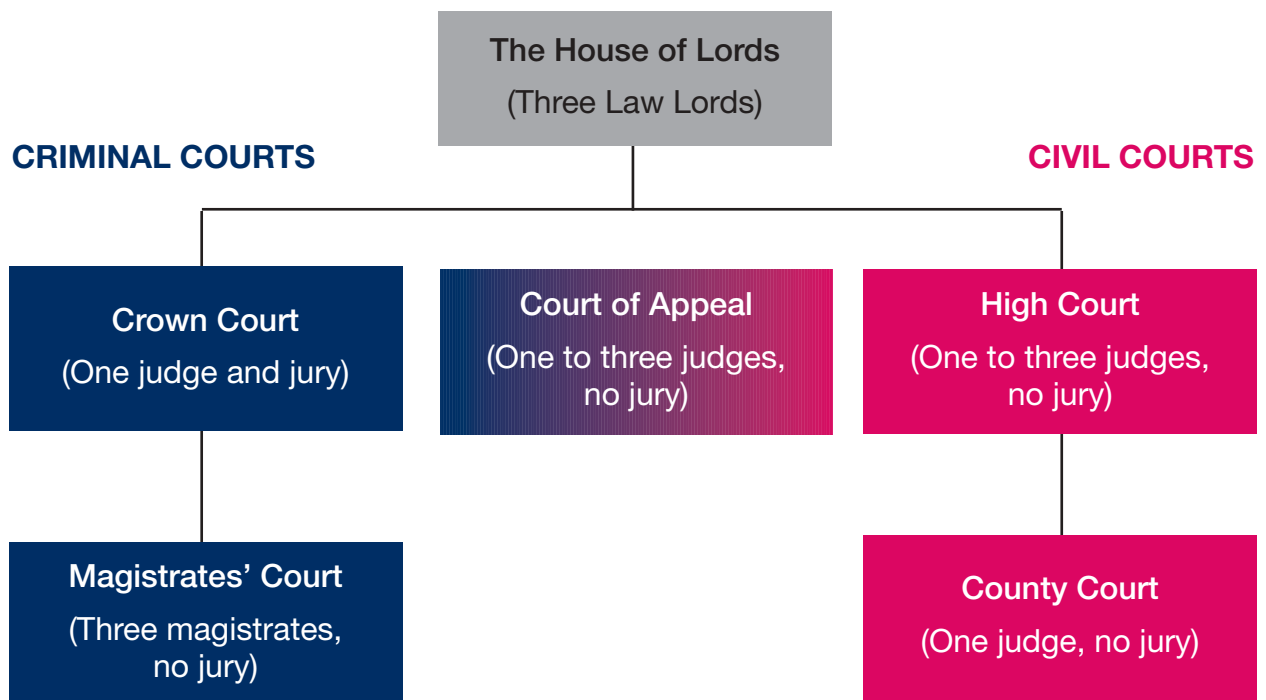 The House of Lords
(Three Law Lords)
CRIMINAL COURTS
CIVIL COURTS
Crown Court
(One judge and jury)
Court of Appeal
(One to three judges,
no jury)
High Court
(One to three judges,
no jury)
Magistrates’ Court
(Three magistrates,
no jury)
County Court
(One judge, no jury)